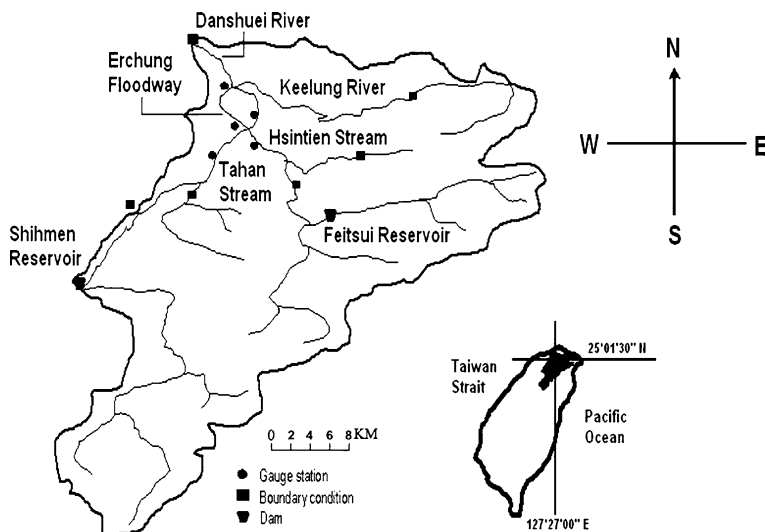 Danshuei River
Erchung
Floodway
Keelung River
Hsintien Stream
Tahan
Stream
Shihmen
Reservoir
Feitsui Reservoir
N
W
E
S
0 2 4 6 8 KM
Gauge station
Boundary condition
Dam
Taiwan
Strait
25°01'30" N
Pacific
Ocean
127°27'00" E